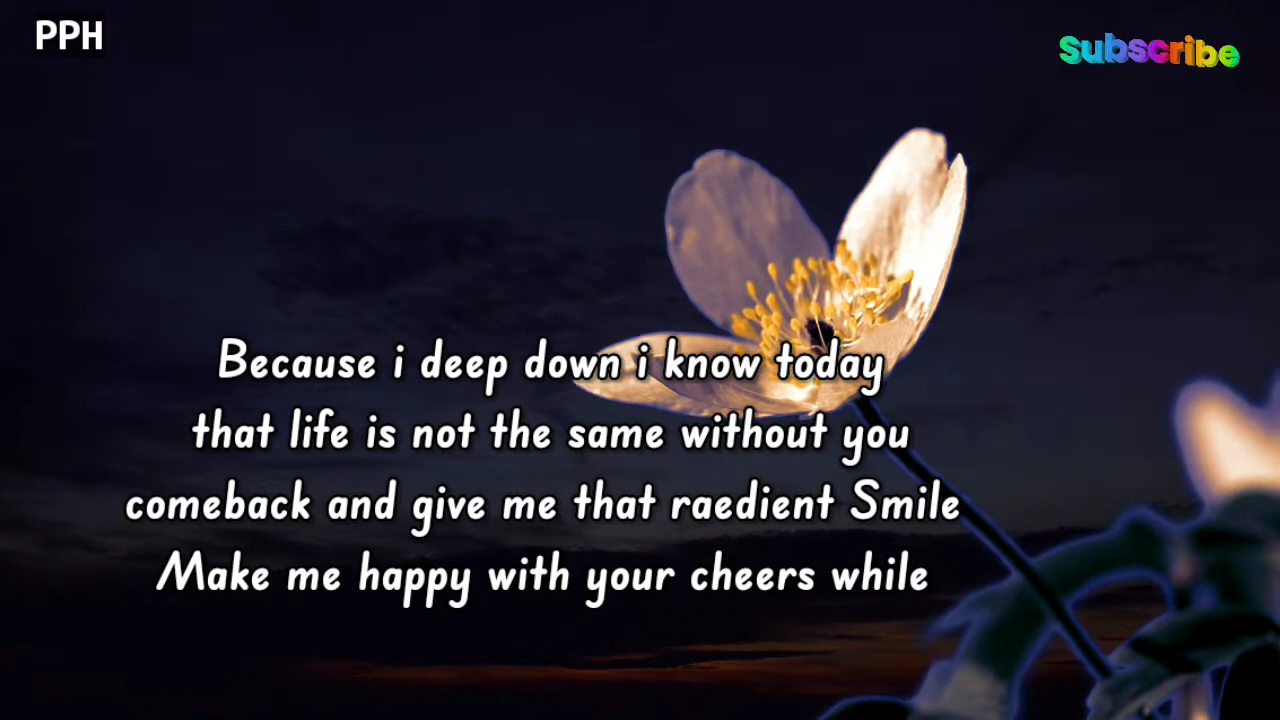 PPH
Subscribe
Because i deep down i know today
that life is not the same without you
comeback and give me that raedient Smile
Make me happy with your cheers while